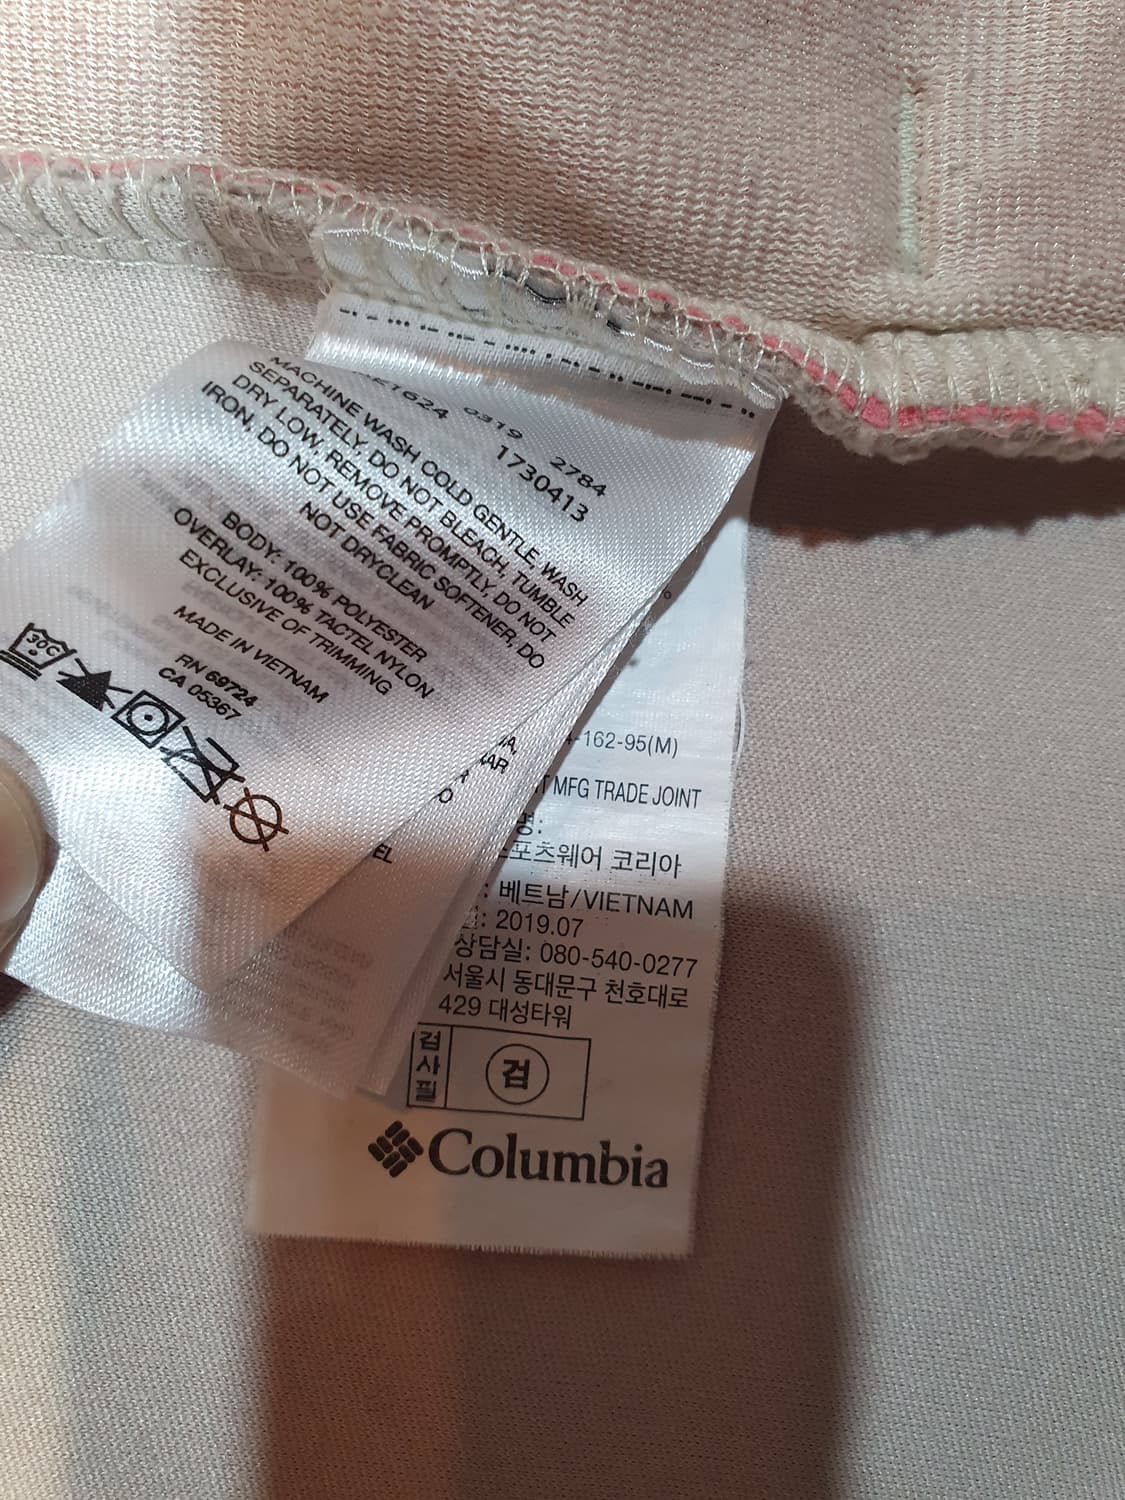 0319 2784
1730413
MACHINE WASH COLD GENTLE, WASH
SEPARATELY, DO NOT BLEACH, TUMBLE
DRY LOW, REMOVE PROMPTLY, DO NOT
IRON, DO NOT USE FABRIC SOFTENER, DO
NOT DRYCLEAN
BODY: 100% POLYESTER
OVERLAY: 100% TACTEL NYLON
EXCLUSIVE OF TRIMMING
MADE IN VIETNAM
RN 69724
CA 05367
30C
-162-95(M)
MFG TRADE JOINT
명:
포츠웨어 코리아
: 베트남/VIETNAM
: 2019.07
상담실: 080-540-0277
서울시 동대문구 천호대로
429 대성타워
검사필
검
Columbia